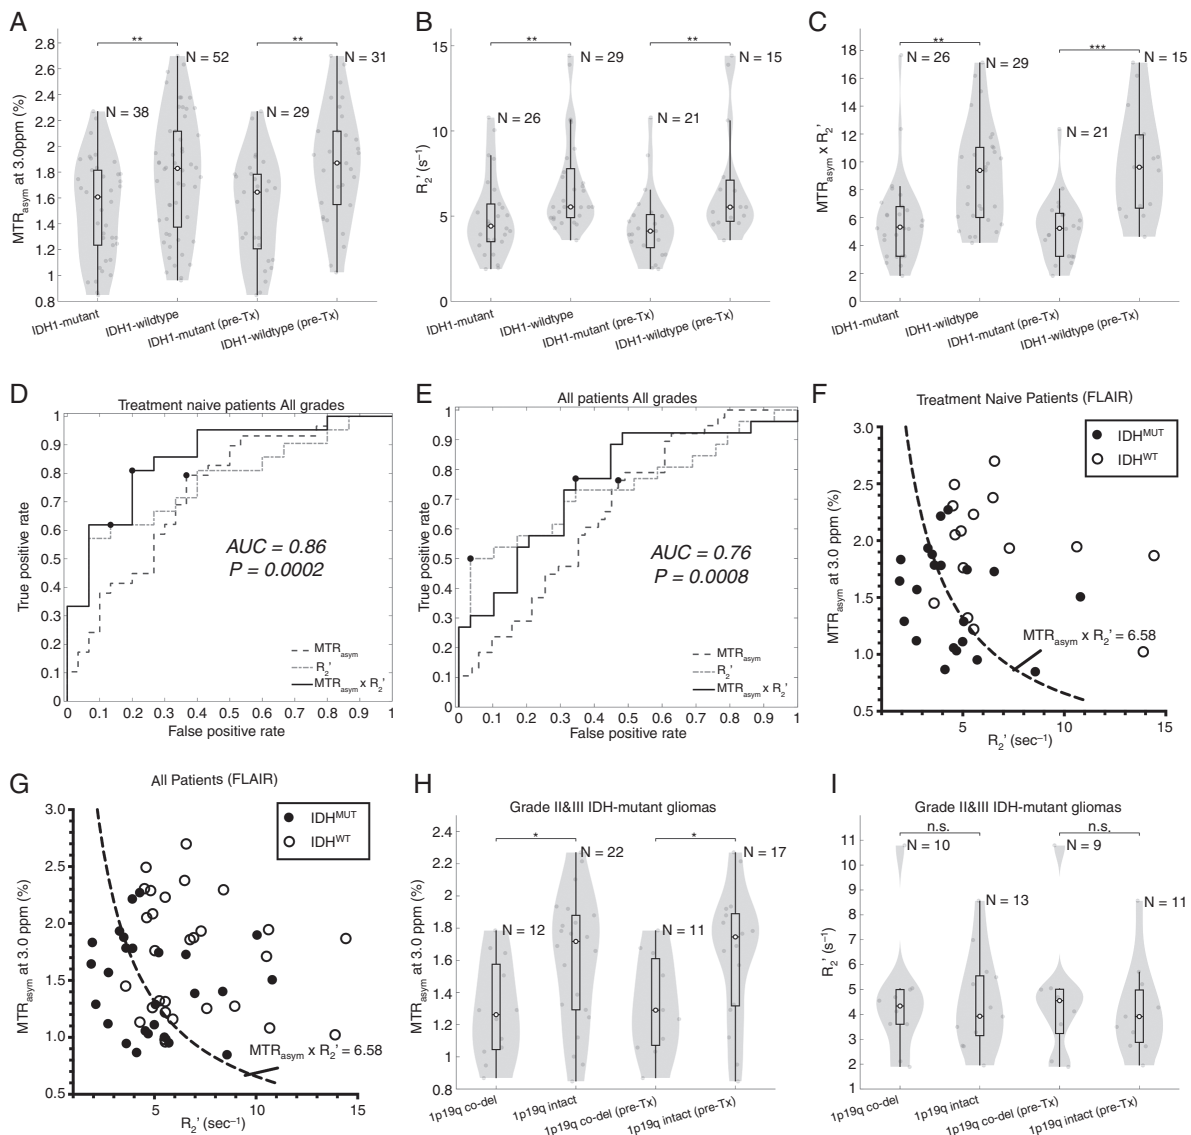 A
MTRasym at 3.0ppm (%)
2.8
2.6
2.4
2.2
2
1.8
1.6
1.4
1.2
1
0.8
**
**
N = 38
N = 52
N = 29
N = 31
IDH1-mutant
IDH1-wildtype
IDH1-mutant (pre-Tx)
IDH1-wildtype (pre-Tx)
B
R2' (s−1)
15
10
5
0
**
**
N = 26
N = 29
N = 21
N = 15
IDH1-mutant
IDH1-wildtype
IDH1-mutant (pre-Tx)
IDH1-wildtype (pre-Tx)
C
MTRasym x R2'
18
16
14
12
10
8
6
4
2
0
**
***
N = 26
N = 29
N = 21
N = 15
IDH1-mutant
IDH1-wildtype
IDH1-mutant (pre-Tx)
IDH1-wildtype (pre-Tx)
D
Treatment naive patients All grades
True positive rate
1
0.9
0.8
0.7
0.6
0.5
0.4
0.3
0.2
0.1
0
AUC = 0.86
P = 0.0002
MTRasym
R2'
MTRasym x R2'
0 0.1 0.2 0.3 0.4 0.5 0.6 0.7 0.8 0.9 1
False positive rate
E
All patients All grades
True positive rate
1
0.9
0.8
0.7
0.6
0.5
0.4
0.3
0.2
0.1
0
AUC = 0.76
P = 0.0008
MTRasym
R2'
MTRasym x R2'
0 0.1 0.2 0.3 0.4 0.5 0.6 0.7 0.8 0.9 1
False positive rate
F
Treatment Naive Patients (FLAIR)
MTRasym at 3.0 ppm (%)
3.0
2.5
2.0
1.5
1.0
0.5
IDHMUT
IDHWT
MTRasym x R2' = 6.58
5 10 15
R2' (sec−1)
G
All Patients (FLAIR)
MTRasym at 3.0 ppm (%)
3.0
2.5
2.0
1.5
1.0
0.5
IDHMUT
IDHWT
MTRasym x R2' = 6.58
5 10 15
R2' (sec−1)
H
Grade II&III IDH-mutant gliomas
MTRasym at 3.0 ppm (%)
2.4
2.2
2
1.8
1.6
1.4
1.2
1
0.8
*
*
N = 12
N = 22
N = 11
N = 17
1p19q co-del
1p19q intact
1p19q co-del (pre-Tx)
1p19q intact (pre-Tx)
I
Grade II&III IDH-mutant gliomas
R2' (s−1)
11
10
9
8
7
6
5
4
3
2
1
n.s.
n.s.
N = 10
N = 13
N = 9
N = 11
1p19q co-del
1p19q intact
1p19q co-del (pre-Tx)
1p19q intact (pre-Tx)